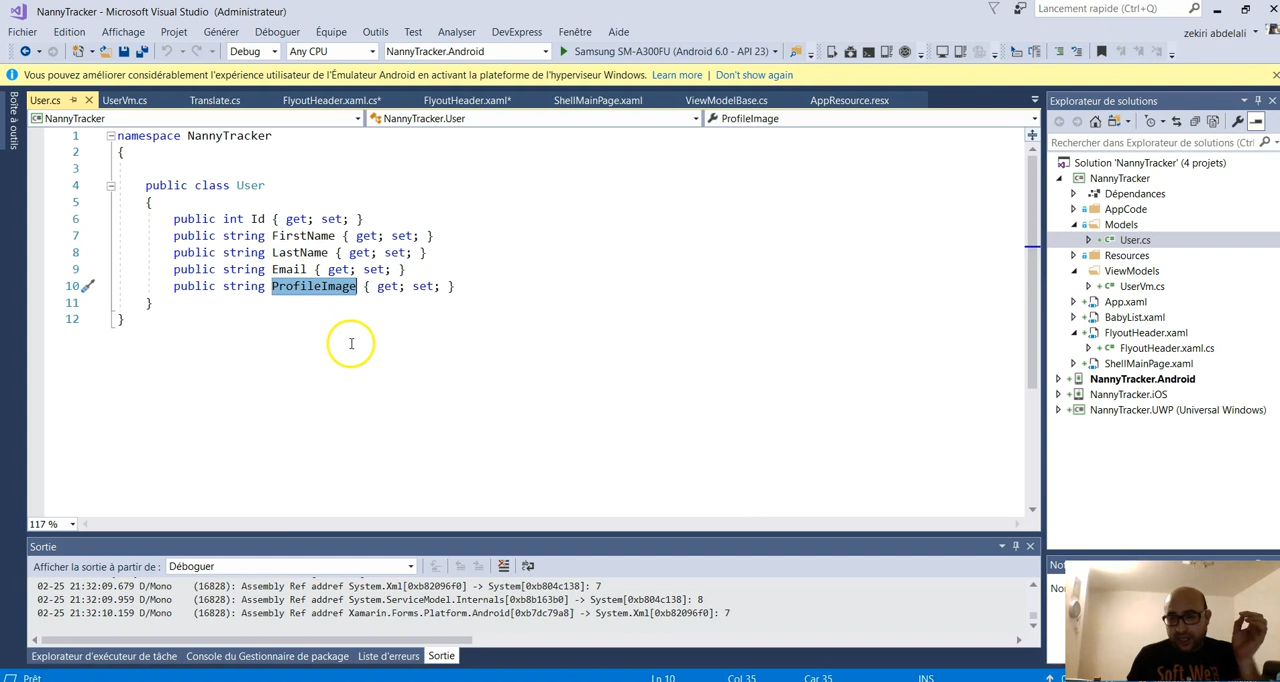 NannyTracker - Microsoft Visual Studio (Administrateur)
Lancement rapide (Ctrl+Q)
Fichier Edition Affichage Projet Générer Déboguer Équipe Outils Test Analyser DevExpress Fenêtre Aide
zekiri abdelali
Debug Any CPU NannyTracker.Android Samsung SM-A300FU (Android 6.0 - API 23)
Vous pouvez améliorer considérablement l'expérience utilisateur de l'Émulateur Android en activant la plateforme de l'hyperviseur Windows. Learn more | Don't show again
Boîte à outils
User.cs UserVm.cs Translate.cs FlyoutHeader.xaml.cs* FlyoutHeader.xaml* ShellMainPage.xaml ViewModelBase.cs AppResource.resx
NannyTracker NannyTracker.User ProfileImage
1 namespace NannyTracker
2 {
3
4 public class User
5 {
6 public int Id { get; set; }
7 public string FirstName { get; set; }
8 public string LastName { get; set; }
9 public string Email { get; set; }
10 public string ProfileImage { get; set; }
11 }
12 }
117 %
Explorateur de solutions
Rechercher dans Explorateur de solutions (Ctrl
Solution 'NannyTracker' (4 projets)
NannyTracker
Dépendances
AppCode
Models
User.cs
Resources
ViewModels
UserVm.cs
App.xaml
BabyList.xaml
FlyoutHeader.xaml
FlyoutHeader.xaml.cs
ShellMainPage.xaml
NannyTracker.Android
NannyTracker.iOS
NannyTracker.UWP (Universal Windows)
Sortie
Afficher la sortie à partir de : Déboguer
02-25 21:32:09.679 D/Mono (16828): Assembly Ref addref System.Xml[0xb82096f0] -> System[0xb804c138]: 7
02-25 21:32:09.959 D/Mono (16828): Assembly Ref addref System.ServiceModel.Internals[0xb8b163b0] -> System[0xb804c138]: 8
02-25 21:32:10.159 D/Mono (16828): Assembly Ref addref Xamarin.Forms.Platform.Android[0xb7dc79a8] -> System.Xml[0xb82096f0]: 7
Explorateur d'exécution de tâche Console du Gestionnaire de package Liste d'erreurs Sortie
Prêt Ln 10 Col 35 Car 35 INS
Soft Web